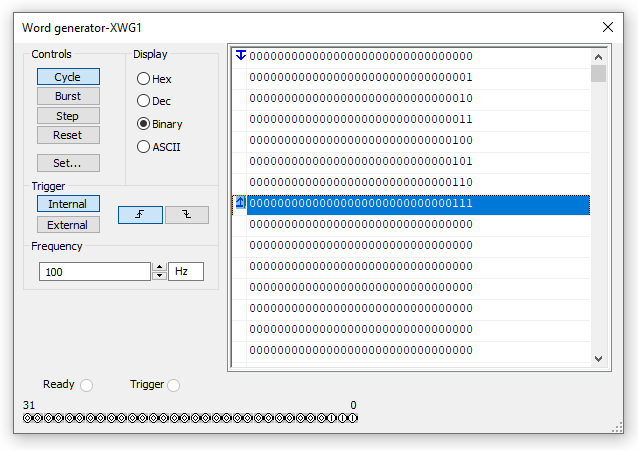 Word generator-XWG1
Controls
Cycle
Burst
Step
Reset
Set...
Display
Hex
Dec
Binary
ASCII
Trigger
Internal
External
Frequency
100
Hz
00000000000000000000000000000000
00000000000000000000000000000001
00000000000000000000000000000010
00000000000000000000000000000011
00000000000000000000000000000100
00000000000000000000000000000101
00000000000000000000000000000110
00000000000000000000000000000111
00000000000000000000000000000000
00000000000000000000000000000000
00000000000000000000000000000000
00000000000000000000000000000000
00000000000000000000000000000000
00000000000000000000000000000000
00000000000000000000000000000000
Ready
Trigger
31 0